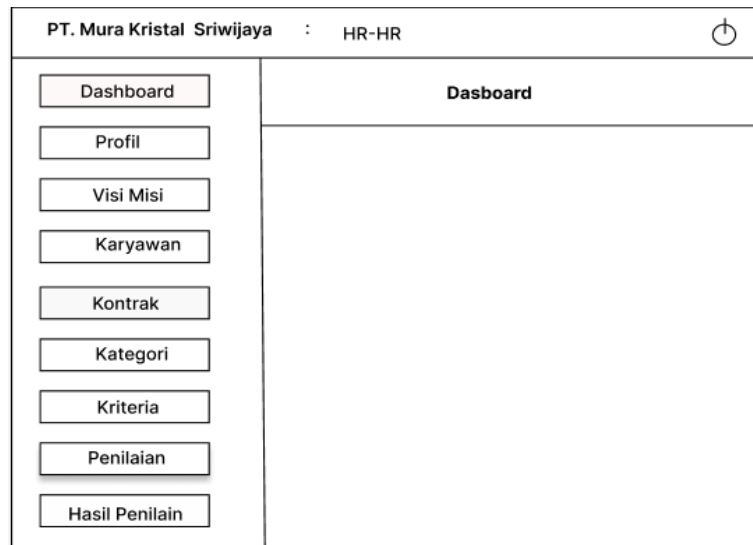 PT. Mura Kristal Sriwijaya : HR-HR
Dashboard
Dasboard
Profil
Visi Misi
Karyawan
Kontrak
Kategori
Kriteria
Penilaian
Hasil Penilain